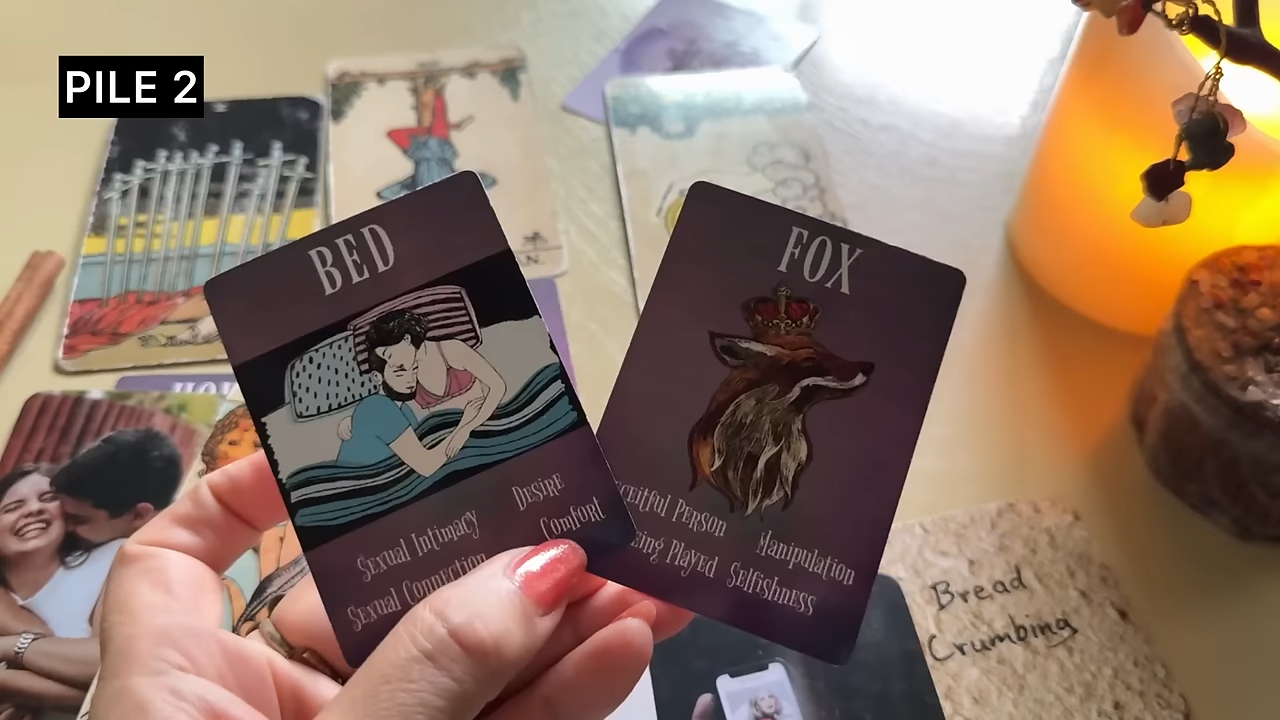 PILE 2
BED
Desire
Sexual Intimacy
Comfort
Sexual Connection
FOX
Person
Manipulation
Played
Selfishness
Bread
Crumbing